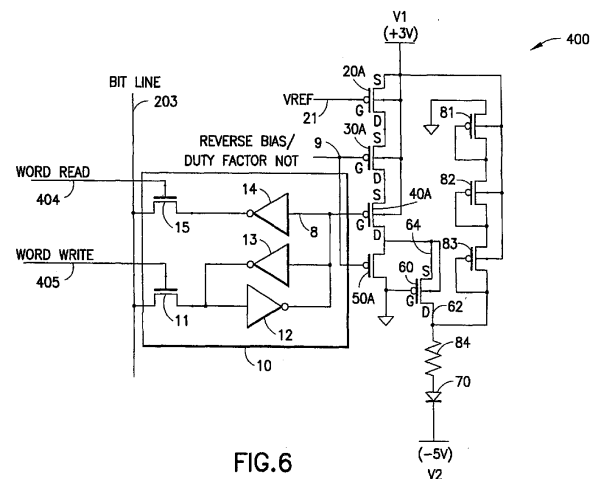 V1
(+3V)
400
BIT LINE
203
20A
S
VREF
21
G
D
81
REVERSE BIAS/
DUTY FACTOR NOT
9
30A
S
G
D
WORD READ
404
14
15
8
S
40A
G
D
82
13
64
83
WORD WRITE
405
11
12
50A
60
S
G
D
62
10
84
70
(-5V)
V2
FIG.6